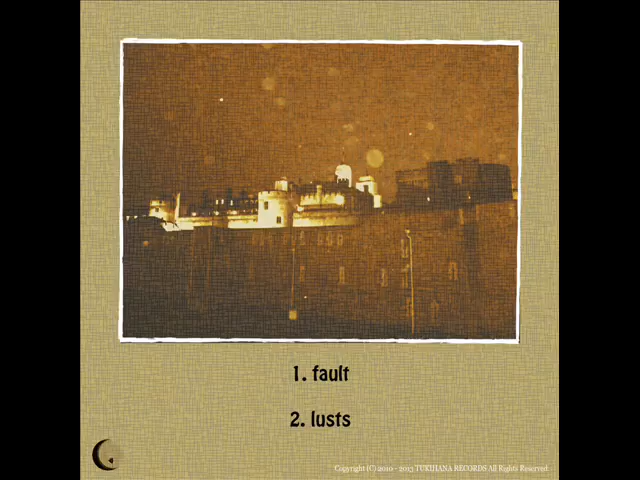 1. fault
2. lusts
Copyright (C) 2010 - 2013 TUKIHANA RECORDS All Rights Reserved